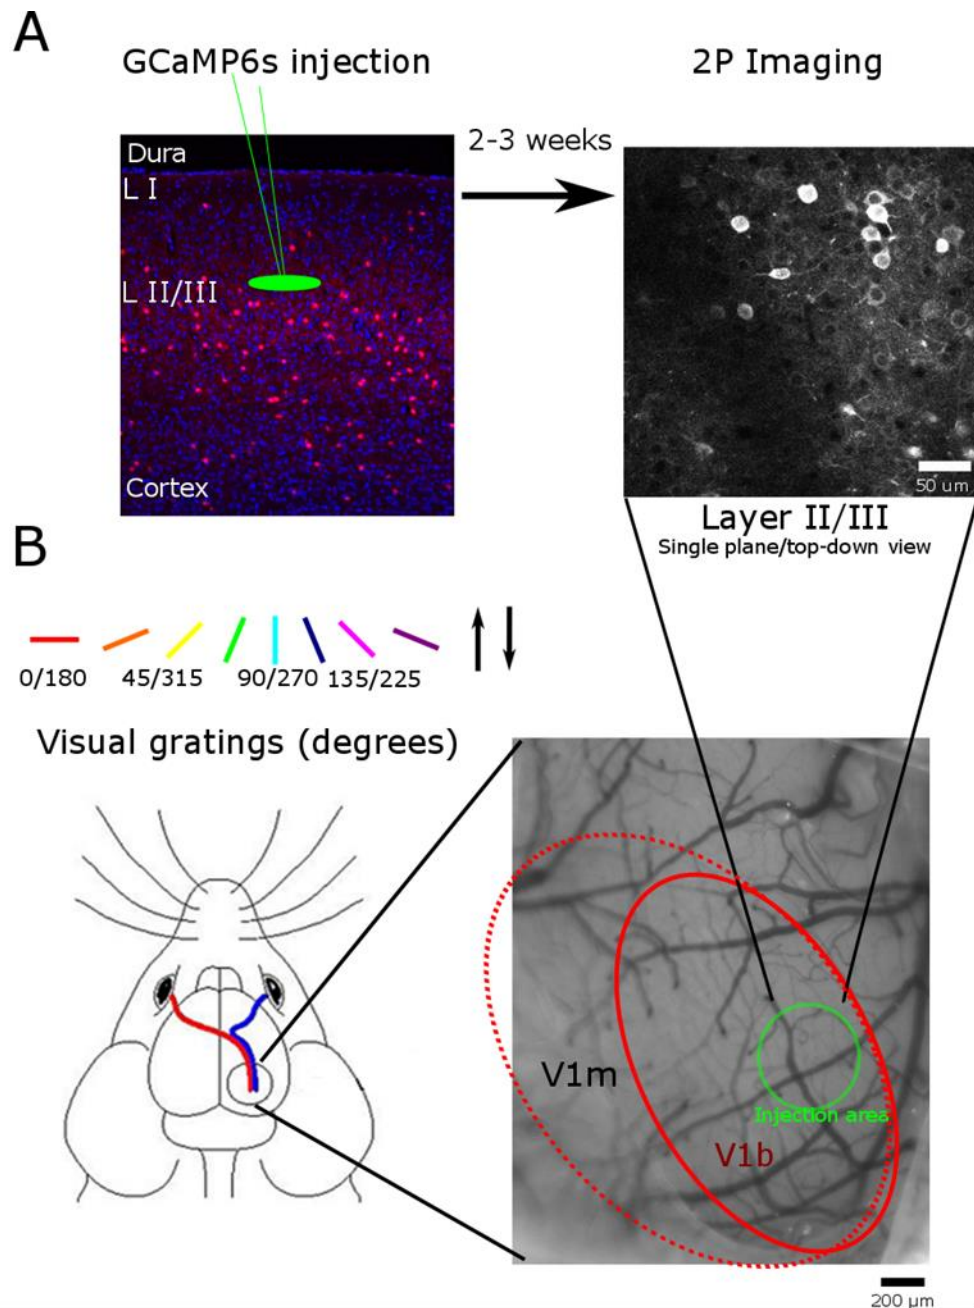 A
GCaMP6s injection
2P Imaging
2-3 weeks
Dura
L I
L II/III
Cortex
50 um
Layer II/III
Single plane/top-down view
B
0/180 45/315 90/270 135/225
Visual gratings (degrees)
V1m
Injection area
V1b
200 µm